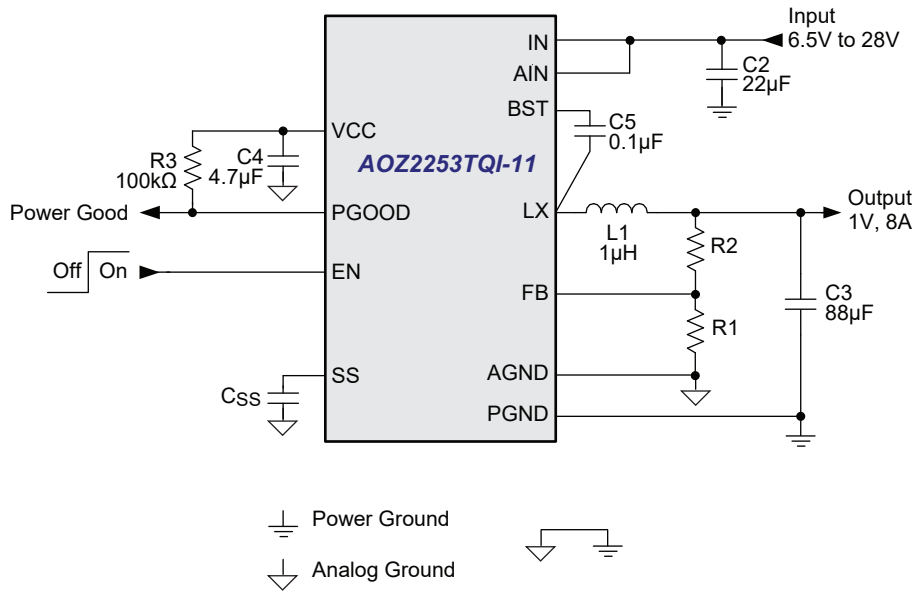 Input
6.5V to 28V
IN
AIN
C2
22µF
BST
C5
0.1µF
VCC
R3
100kΩ
C4
4.7µF
AOZ2253TQI-11
Power Good
PGOOD
LX
L1
1µH
Output
1V, 8A
R2
Off
On
EN
FB
C3
88µF
R1
SS
CSS
AGND
PGND
Power Ground
Analog Ground